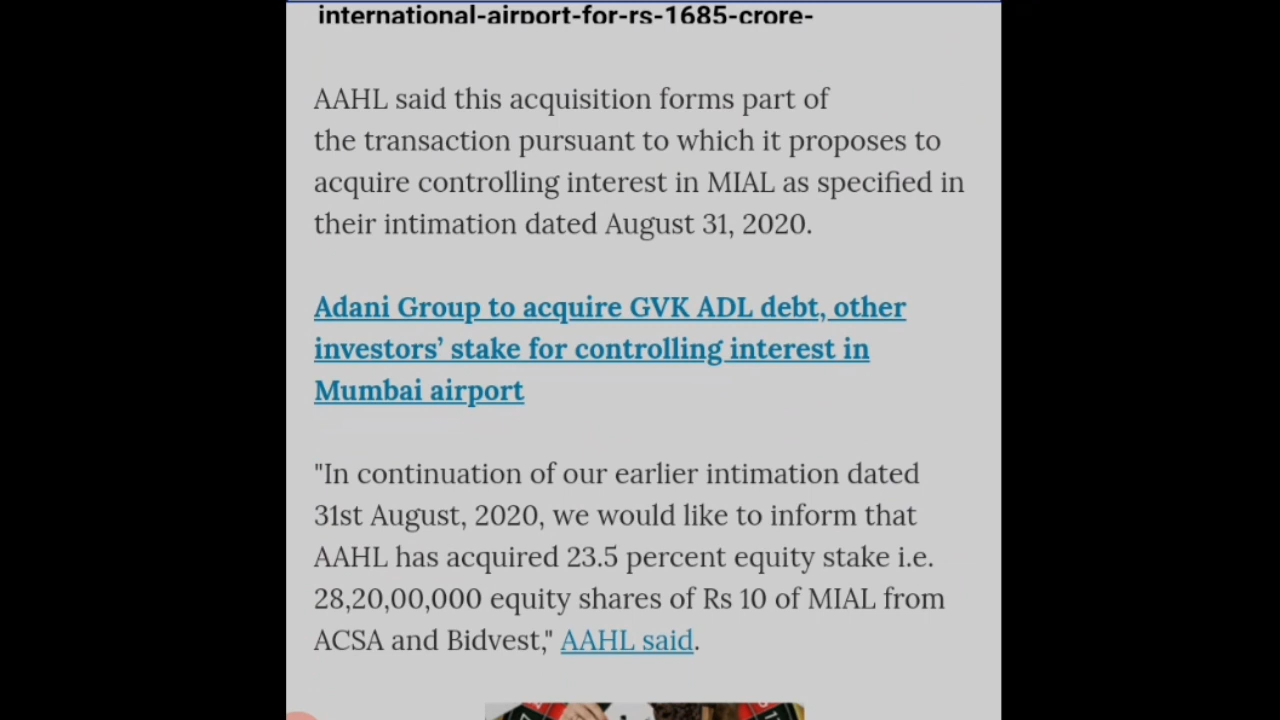 international-airport-for-rs-1685-crore-
AAHL said this acquisition forms part of
the transaction pursuant to which it proposes to
acquire controlling interest in MIAL as specified in
their intimation dated August 31, 2020.
Adani Group to acquire GVK ADL debt, other
investors’ stake for controlling interest in
Mumbai airport
"In continuation of our earlier intimation dated
31st August, 2020, we would like to inform that
AAHL has acquired 23.5 percent equity stake i.e.
28,20,00,000 equity shares of Rs 10 of MIAL from
ACSA and Bidvest," AAHL said.